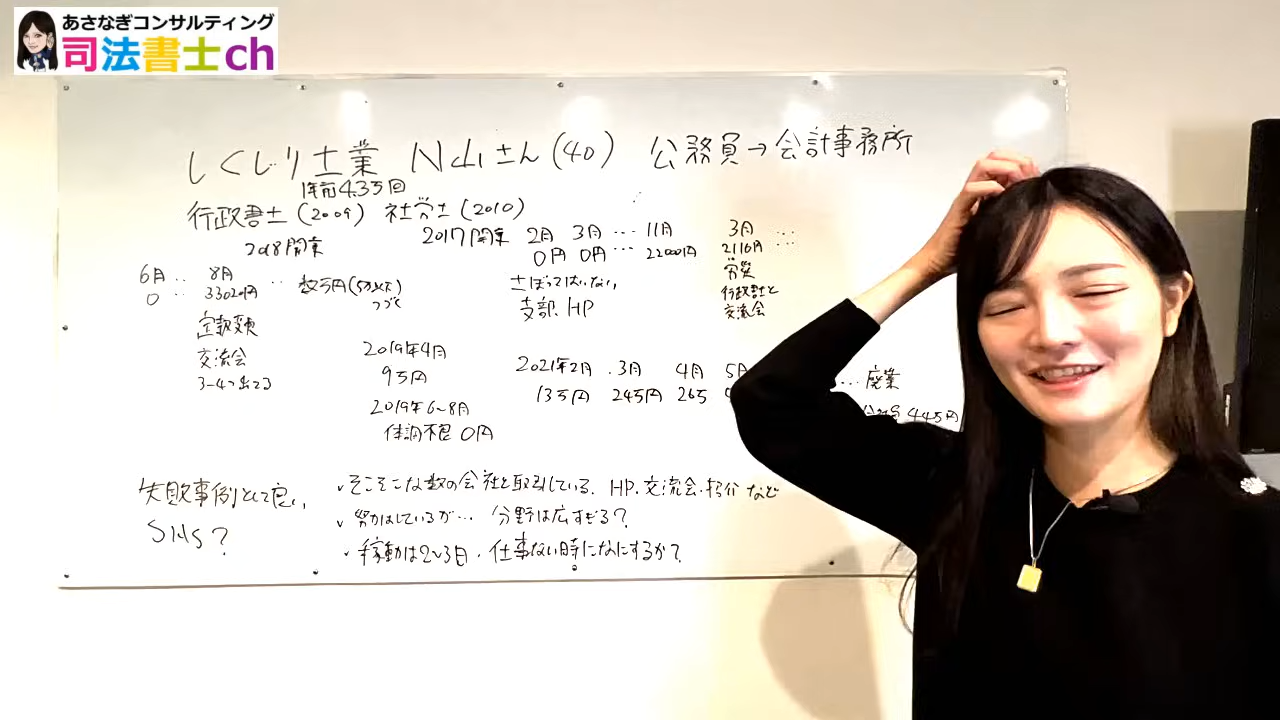 あさなぎコンサルティング
司法書士ch
しくじり士業 N山さん(40) 公務員→会計事務所
1年前4.35回
行政書士(2009) 社労士(2010)
2018開業
2017開業 2月 3月 … 11月 3月 …
0円 0円 … 22000円 2116円 …
6月 .. 8月
0 .. 33020円 .. 数万円(5万以下)
つづく
定款変更
交流会
3~4つ出てる
士ぼってはいない
支部、HP
労災
行政書士と
交流会
2019年4月
9万円
2019年6~8月
体調不良 0円
2021年2月 .3月 4月 5月
13万円 245万円 265
… 廃業
445万円
失敗事例として良い
SNS?
・そこそこな数の会社と取引している。HP、交流会、紹介など
・努力はしているが… 分野は広すぎる?
・稼動は2~3日、仕事ない時になにするか?